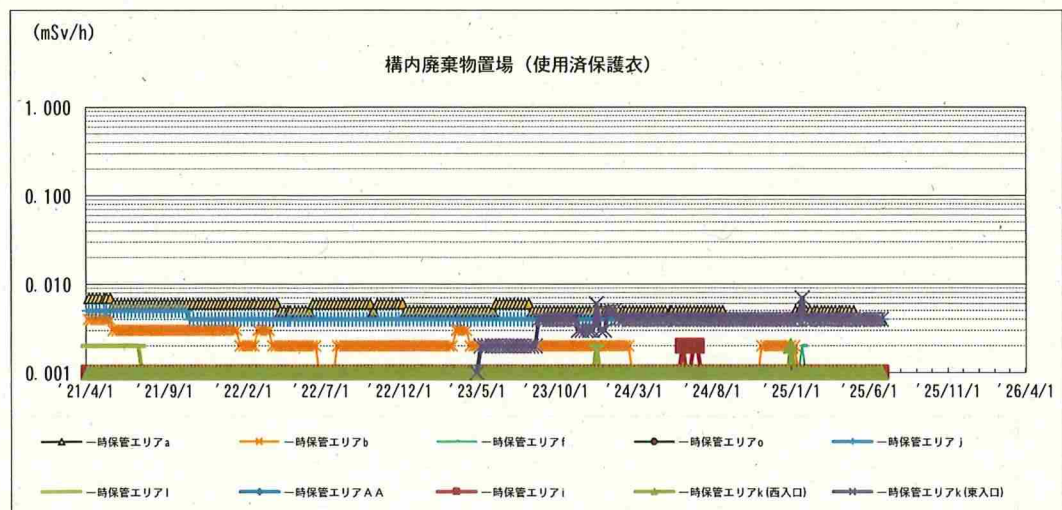 (mSv/h)
構内廃棄物置場（使用済保護衣）
1.000
0.100
0.010
0.001
'21/4/1 '21/9/1 '22/2/1 '22/7/1 '22/12/1 '23/5/1 '23/10/1 '24/3/1 '24/8/1 '25/1/1 '25/6/1 '25/11/1 '26/4/1
一時保管エリアa 一時保管エリアb 一時保管エリアf 一時保管エリアo 一時保管エリアj
一時保管エリアl 一時保管エリアAA 一時保管エリアi 一時保管エリアk(西入口) 一時保管エリアk(東入口)